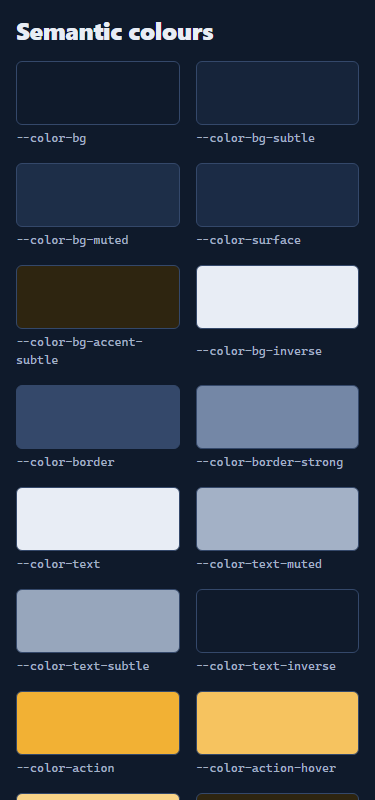 Semantic colours
--color-bg
--color-bg-subtle
--color-bg-muted
--color-surface
--color-bg-accent-
subtle
--color-bg-inverse
--color-border
--color-border-strong
--color-text
--color-text-muted
--color-text-subtle
--color-text-inverse
--color-action
--color-action-hover